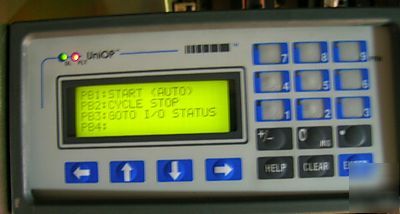 UniOP™
7 8 9
PB1:START (AUTO)
PB2:CYCLE STOP
PB3:GOTO I/O STATUS
PB4:
4 5 6
1 2 3
+/- 0
HELP CLEAR ENTER